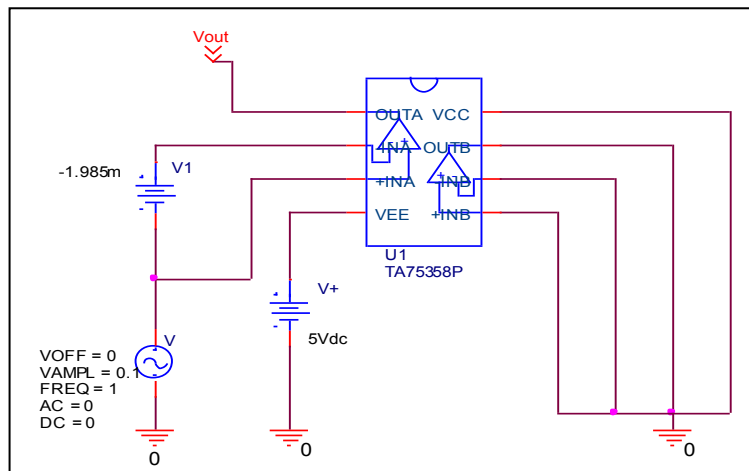 Vout
OUTA VCC
-INA OUTB
V1
-1.985m
+INA -INB
VEE +INB
U1
TA75358P
V+
5Vdc
V
VOFF = 0
VAMPL = 0.1
FREQ = 1
AC = 0
DC = 0
0
0
0